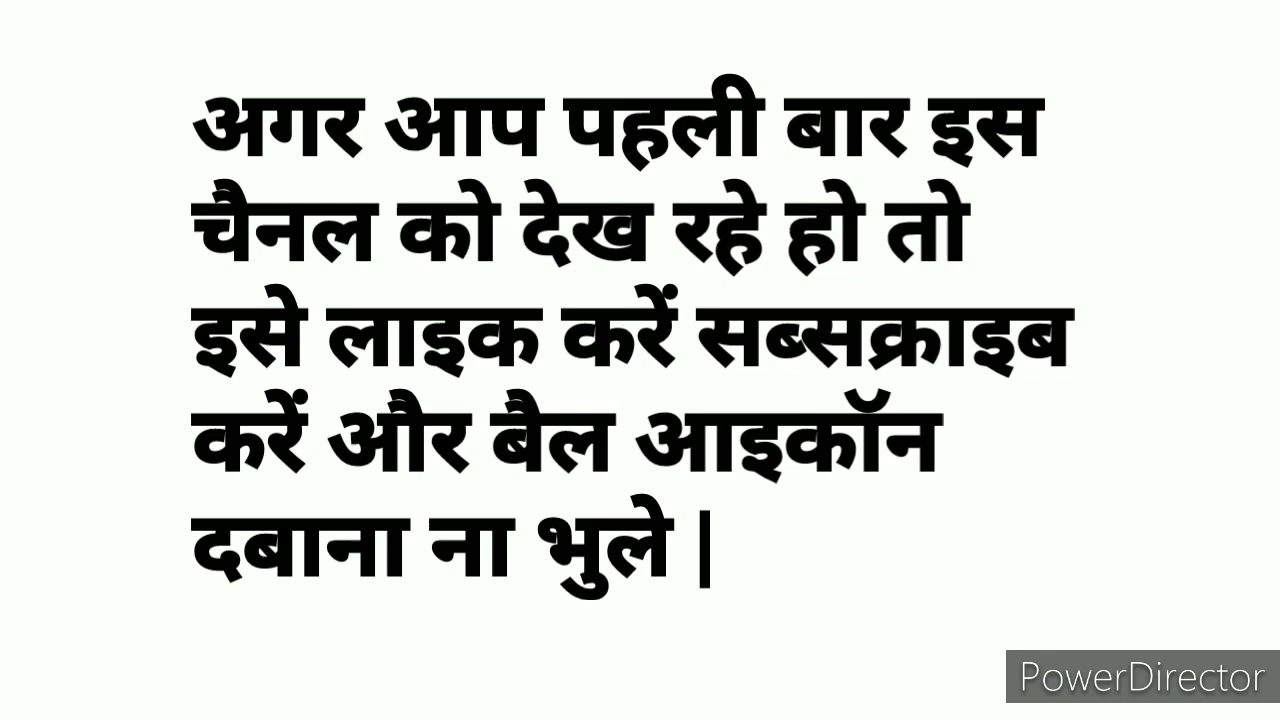 अगर आप पहली बार इस
चैनल को देख रहे हो तो
इसे लाइक करें सब्सक्राइब
करें और बैल आइकॉन
दबाना ना भुले |
PowerDirector